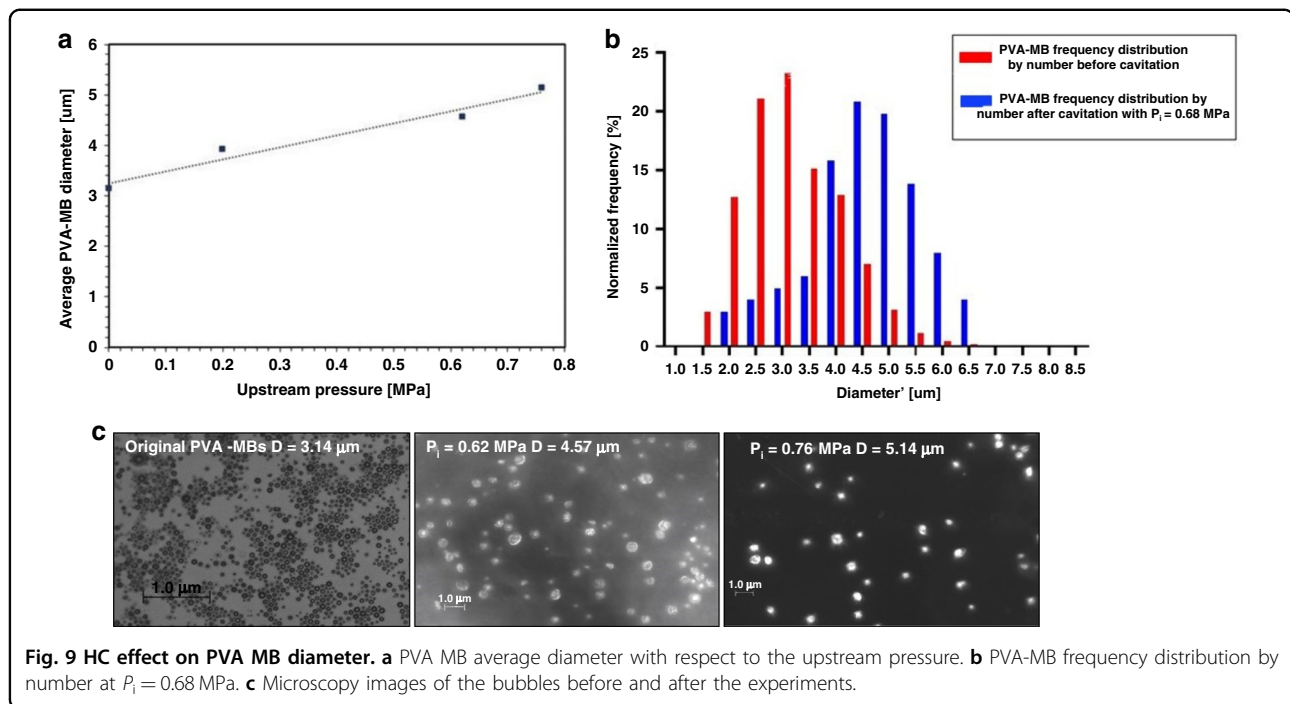 a
6
5
4
3
2
1
0
Average PVA-MB diameter [um]
0 0.1 0.2 0.3 0.4 0.5 0.6 0.7 0.8
Upstream pressure [MPa]
b
25
20
15
10
5
0
Normalized frequency [%]
1.0 1.5 2.0 2.5 3.0 3.5 4.0 4.5 5.0 5.5 6.0 6.5 7.0 7.5 8.0 8.5
Diameter' [um]
PVA-MB frequency distribution
by number before cavitation
PVA-MB frequency distribution by
number after cavitation with Pi = 0.68 MPa
c
Original PVA -MBs D = 3.14 μm
1.0 μm
Pi = 0.62 MPa D = 4.57 μm
1.0 μm
Pi = 0.76 MPa D = 5.14 μm
1.0 μm
Fig. 9 HC effect on PVA MB diameter. a PVA MB average diameter with respect to the upstream pressure. b PVA-MB frequency distribution by
number at Pi = 0.68 MPa. c Microscopy images of the bubbles before and after the experiments.